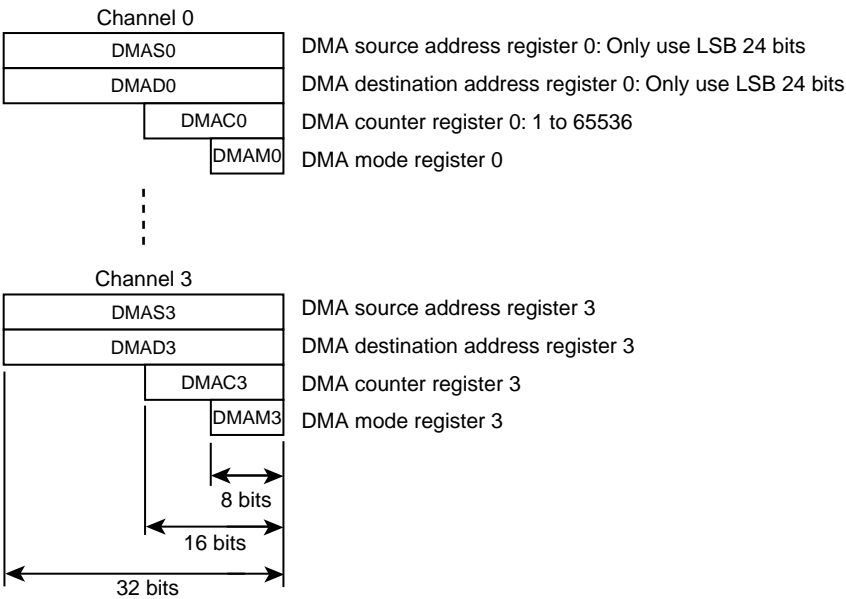 Channel 0
DMAS0 DMA source address register 0: Only use LSB 24 bits
DMAD0 DMA destination address register 0: Only use LSB 24 bits
DMAC0 DMA counter register 0: 1 to 65536
DMAM0 DMA mode register 0
Channel 3
DMAS3 DMA source address register 3
DMAD3 DMA destination address register 3
DMAC3 DMA counter register 3
DMAM3 DMA mode register 3
8 bits
16 bits
32 bits